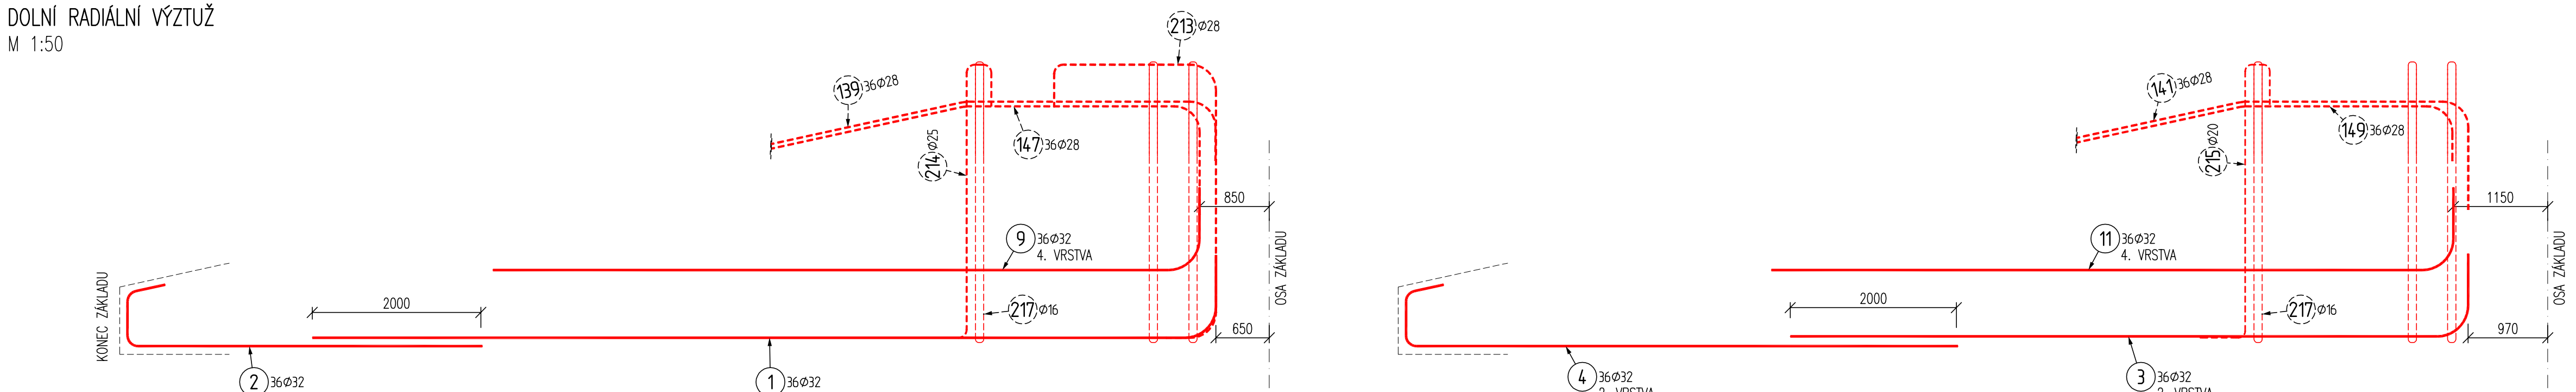 DOLNÍ RADIÁLNÍ VÝZTUŽ
M 1:50
213 Ø28
139 36Ø28
147 36Ø28
214 Ø25
850
9 36Ø32
4. VRSTVA
OSA ZÁKLADU
KONEC ZÁKLADU
2000
217 Ø16
650
2 36Ø32
1 36Ø32
141 36Ø28
149 36Ø28
215 Ø20
1150
11 36Ø32
4. VRSTVA
OSA ZÁKLADU
2000
217 Ø16
970
4 36Ø32
3 36Ø32